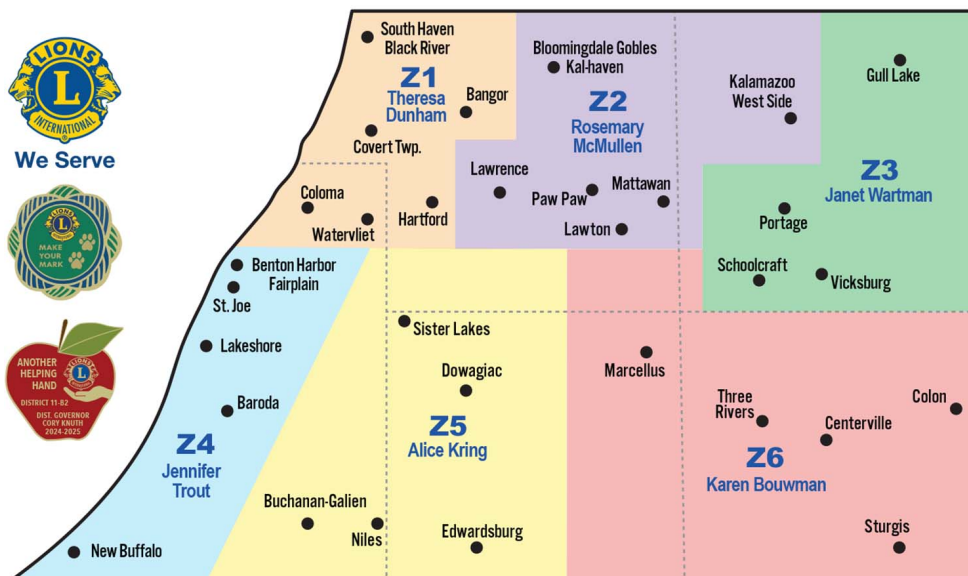 LIONS
L
INTERNATIONAL
®
We Serve
LIONS
MAKE
YOUR
MARK
ANOTHER
HELPING
HAND
LIONS
DISTRICT 11-B2
DIST. GOVERNOR
CORY KNUTH
2024-2025
South Haven
Black River
Z1
Theresa
Dunham
Bangor
Covert Twp.
Coloma
Watervliet
Hartford
Bloomingdale Gobles
Kal-haven
Z2
Rosemary
McMullen
Lawrence
Paw Paw
Mattawan
Lawton
Kalamazoo
West Side
Gull Lake
Z3
Janet Wartman
Portage
Schoolcraft
Vicksburg
Benton Harbor
Fairplain
St. Joe
Lakeshore
Baroda
Z4
Jennifer
Trout
New Buffalo
Sister Lakes
Dowagiac
Z5
Alice Kring
Buchanan-Galien
Niles
Edwardsburg
Marcellus
Three
Rivers
Centerville
Colon
Z6
Karen Bouwman
Sturgis